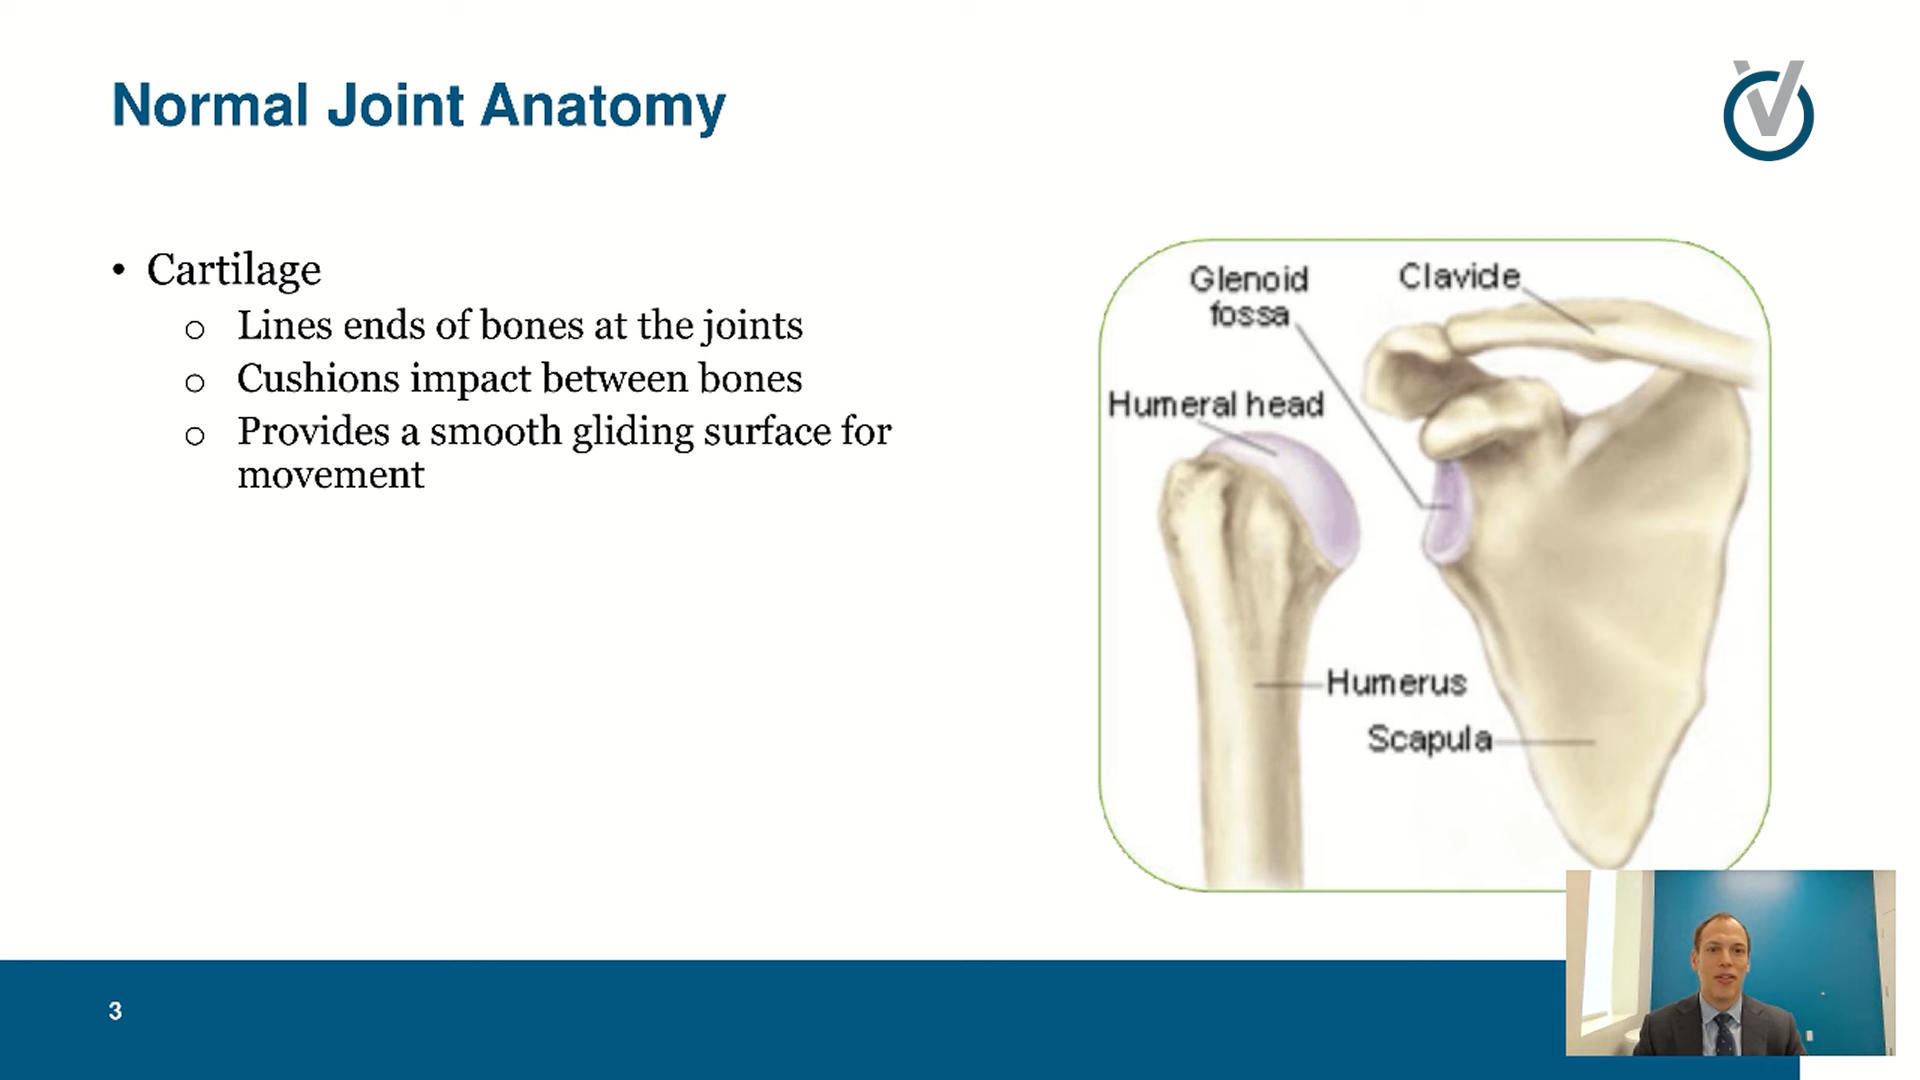 Normal Joint Anatomy
• Cartilage
o Lines ends of bones at the joints
o Cushions impact between bones
o Provides a smooth gliding surface for
movement
Glenoid
fossa
Clavicle
Humeral head
Humerus
Scapula
3